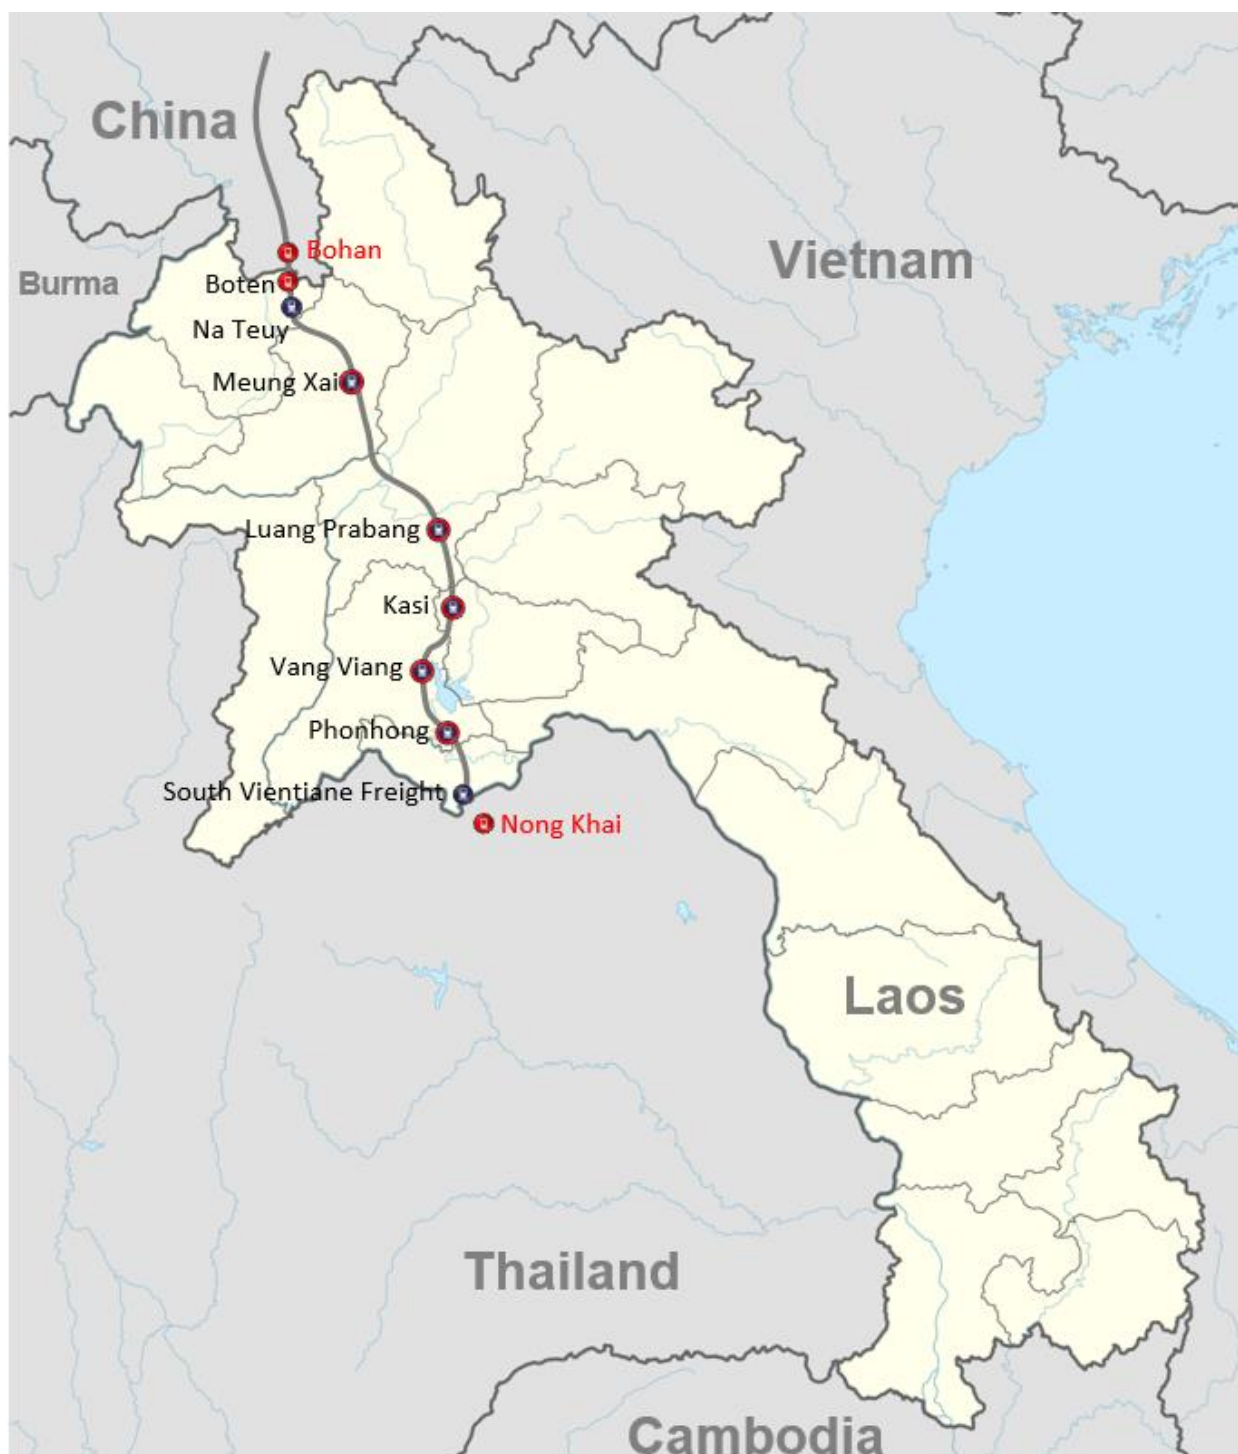 China
Bohan
Vietnam
Burma
Boten
Na Teuy
Meung Xai
Luang Prabang
Kasi
Vang Viang
Phonhong
South Vientiane Freight
Nong Khai
Laos
Thailand
Cambodia